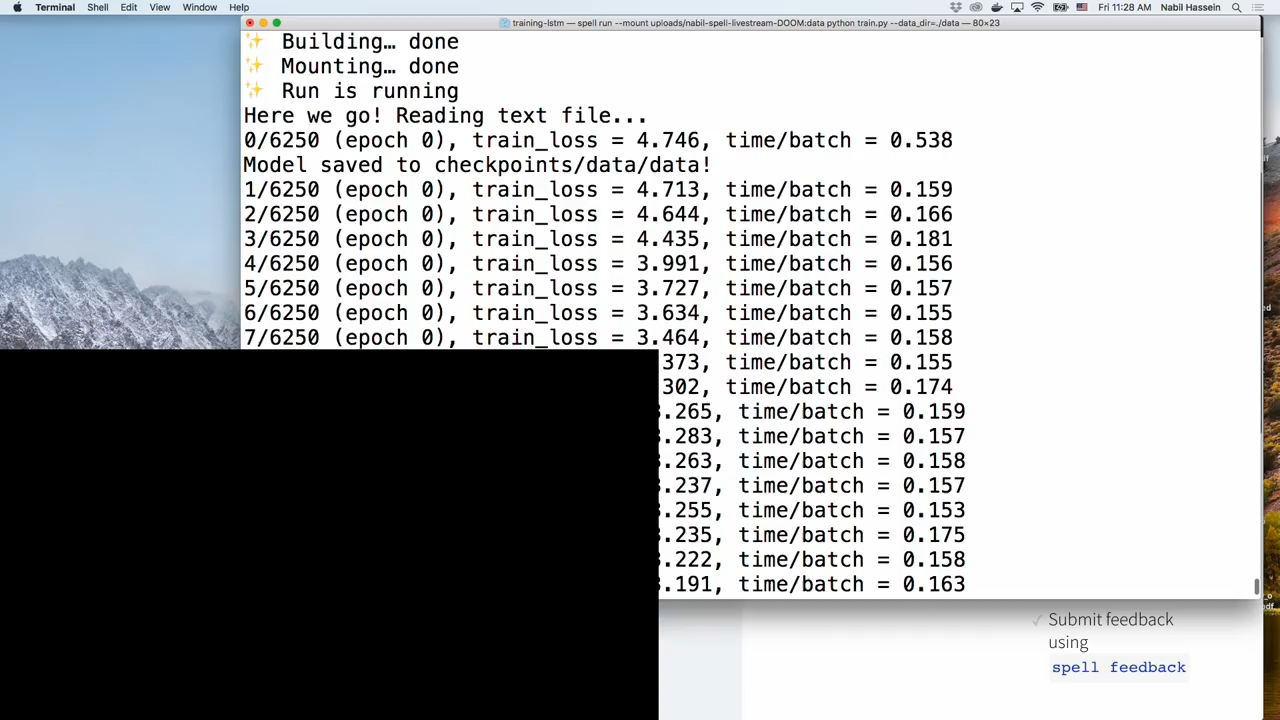 Terminal Shell Edit View Window Help Fri 11:28 AM Nabil Hassein
training-lstm — spell run --mount uploads/nabil-spell-livestream-DOOM:data python train.py --data_dir=./data — 80×23
✨ Building… done
✨ Mounting… done
✨ Run is running
Here we go! Reading text file...
0/6250 (epoch 0), train_loss = 4.746, time/batch = 0.538
Model saved to checkpoints/data/data!
1/6250 (epoch 0), train_loss = 4.713, time/batch = 0.159
2/6250 (epoch 0), train_loss = 4.644, time/batch = 0.166
3/6250 (epoch 0), train_loss = 4.435, time/batch = 0.181
4/6250 (epoch 0), train_loss = 3.991, time/batch = 0.156
5/6250 (epoch 0), train_loss = 3.727, time/batch = 0.157
6/6250 (epoch 0), train_loss = 3.634, time/batch = 0.155
7/6250 (epoch 0), train_loss = 3.464, time/batch = 0.158
373, time/batch = 0.155
302, time/batch = 0.174
.265, time/batch = 0.159
.283, time/batch = 0.157
.263, time/batch = 0.158
.237, time/batch = 0.157
.255, time/batch = 0.153
.235, time/batch = 0.175
.222, time/batch = 0.158
.191, time/batch = 0.163
✓ Submit feedback
using
spell feedback